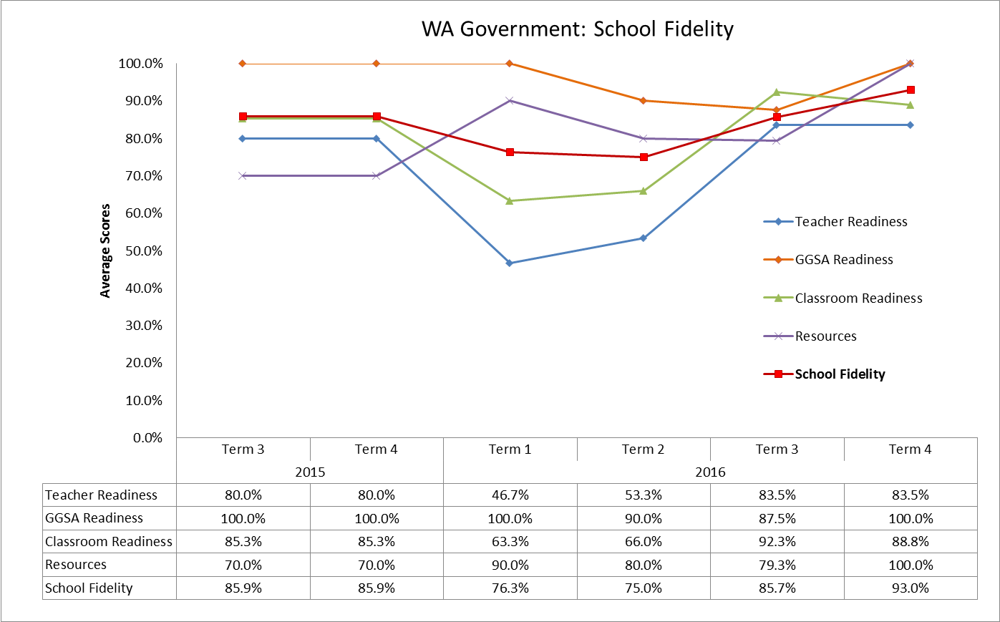 WA Government: School Fidelity
Average Scores
100.0%
90.0%
80.0%
70.0%
60.0%
50.0%
40.0%
30.0%
20.0%
10.0%
0.0%
Teacher Readiness
GGSA Readiness
Classroom Readiness
Resources
School Fidelity
Term 3 Term 4 Term 1 Term 2 Term 3 Term 4
2015 2016
Teacher Readiness 80.0% 80.0% 46.7% 53.3% 83.5% 83.5%
GGSA Readiness 100.0% 100.0% 100.0% 90.0% 87.5% 100.0%
Classroom Readiness 85.3% 85.3% 63.3% 66.0% 92.3% 88.8%
Resources 70.0% 70.0% 90.0% 80.0% 79.3% 100.0%
School Fidelity 85.9% 85.9% 76.3% 75.0% 85.7% 93.0%